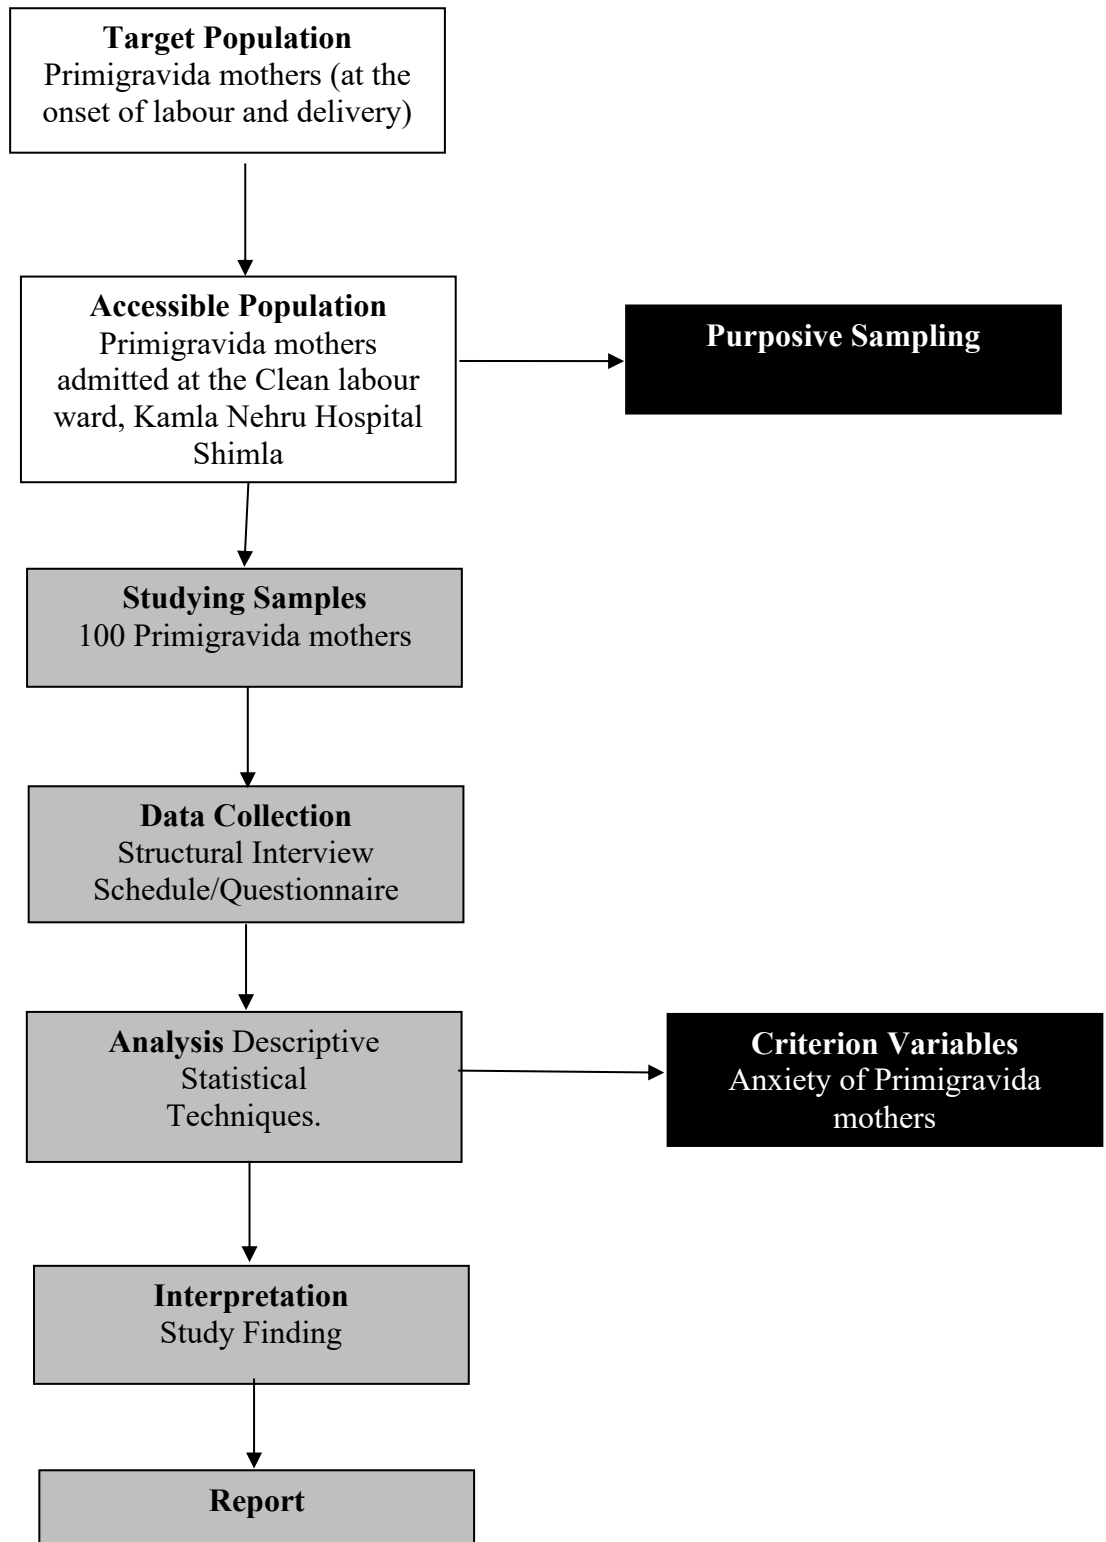 Target Population
Primigravida mothers (at the
onset of labour and delivery)
Accessible Population
Primigravida mothers
admitted at the Clean labour
ward, Kamla Nehru Hospital
Shimla
Purposive Sampling
Studying Samples
100 Primigravida mothers
Data Collection
Structural Interview
Schedule/Questionnaire
Analysis Descriptive
Statistical
Techniques.
Criterion Variables
Anxiety of Primigravida
mothers
Interpretation
Study Finding
Report